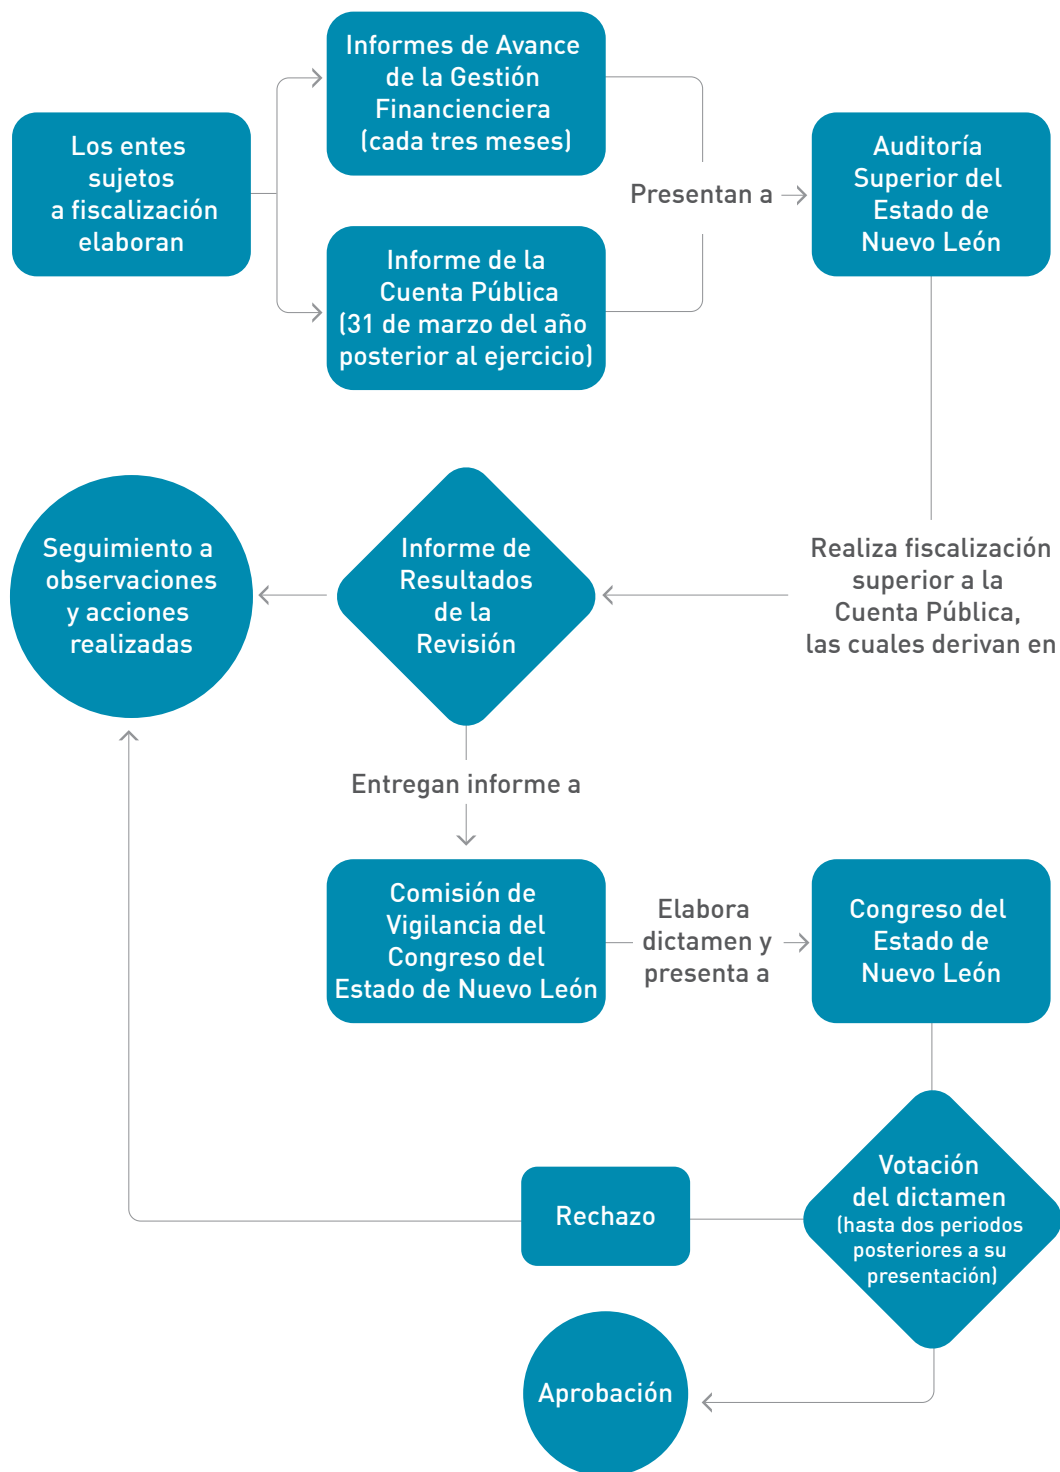 Informes de Avance
de la Gestión
Financienciera
(cada tres meses)
Los entes
sujetos
a fiscalización
elaboran
Informe de la
Cuenta Pública
(31 de marzo del año
posterior al ejercicio)
Presentan a
Auditoría
Superior del
Estado de
Nuevo León
Realiza fiscalización
superior a la
Cuenta Pública,
las cuales derivan en
Informe de
Resultados
de la
Revisión
Seguimiento a
observaciones
y acciones
realizadas
Entregan informe a
Comisión de
Vigilancia del
Congreso del
Estado de Nuevo León
Elabora
dictamen y
presenta a
Congreso del
Estado de
Nuevo León
Votación
del dictamen
(hasta dos periodos
posteriores a su
presentación)
Rechazo
Aprobación